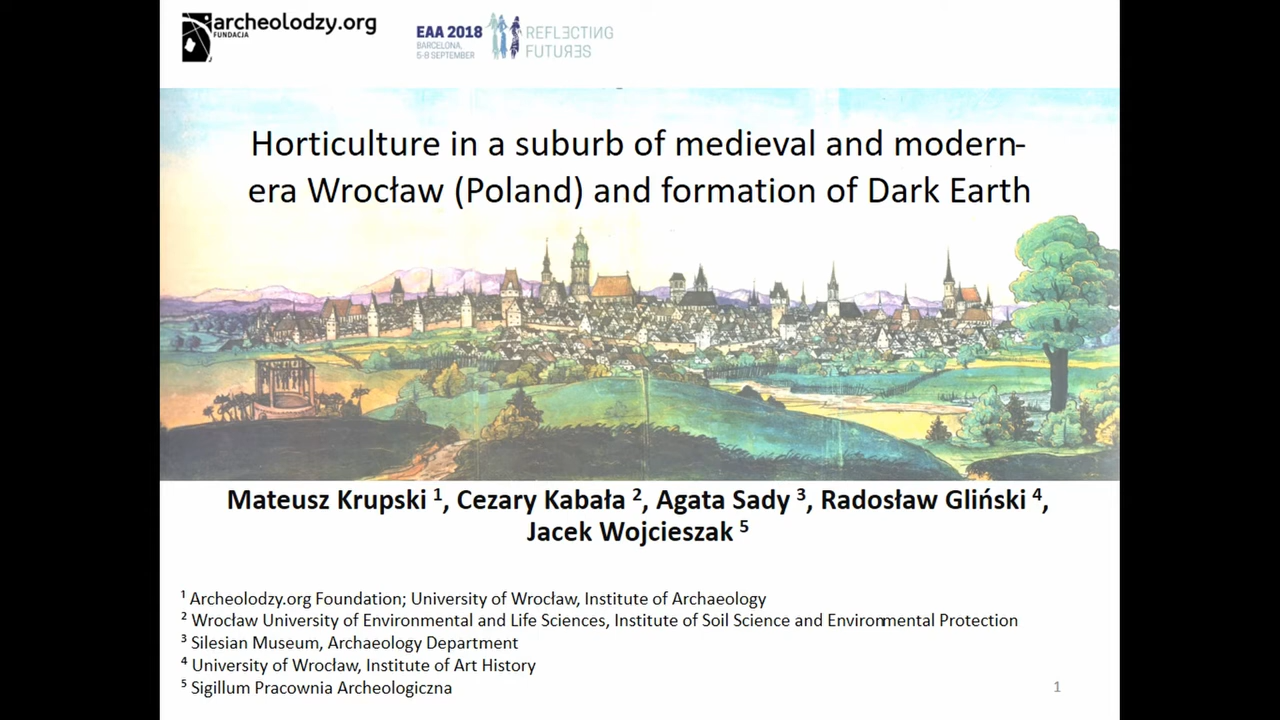 archeolodzy.org
FUNDACJA
EAA 2018
BARCELONA,
5-8 SEPTEMBER
REFLECTING
FUTURES
Horticulture in a suburb of medieval and modern-
era Wrocław (Poland) and formation of Dark Earth
Mateusz Krupski 1, Cezary Kabała 2, Agata Sady 3, Radosław Gliński 4,
Jacek Wojcieszak 5
1 Archeolodzy.org Foundation; University of Wrocław, Institute of Archaeology
2 Wrocław University of Environmental and Life Sciences, Institute of Soil Science and Environmental Protection
3 Silesian Museum, Archaeology Department
4 University of Wrocław, Institute of Art History
5 Sigillum Pracownia Archeologiczna
1